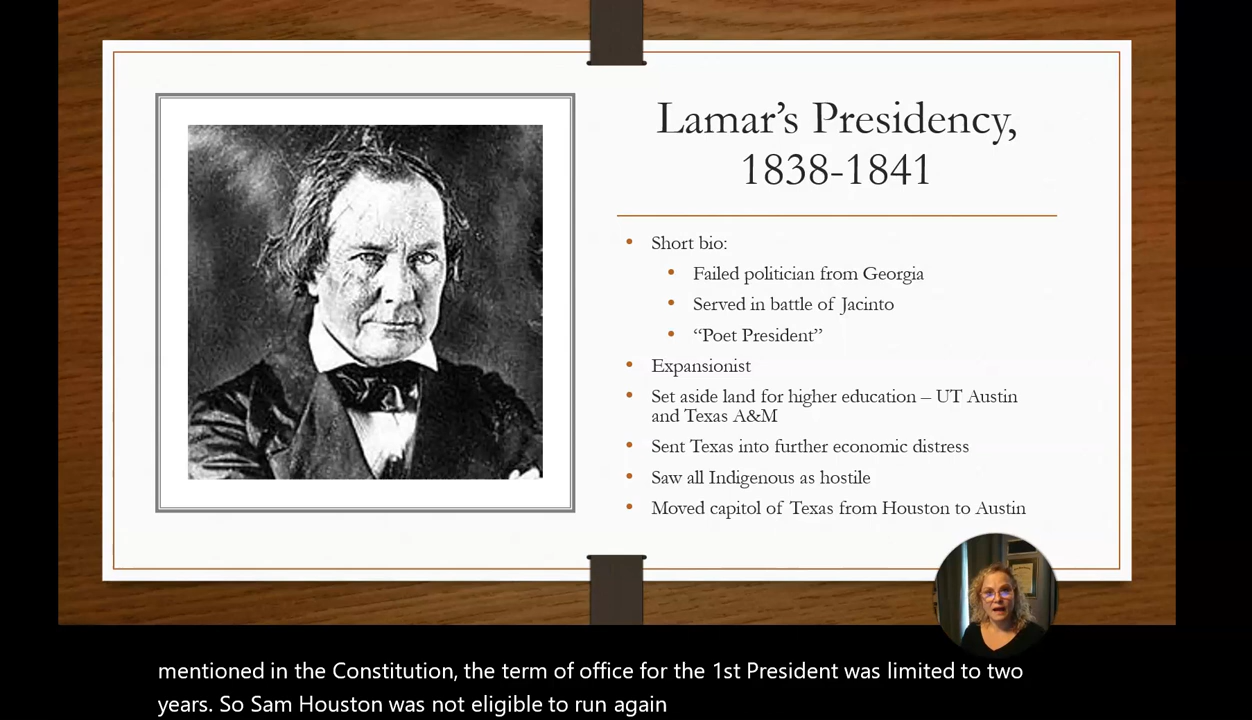 Lamar’s Presidency,
1838-1841
• Short bio:
• Failed politician from Georgia
• Served in battle of Jacinto
• “Poet President”
• Expansionist
• Set aside land for higher education – UT Austin
and Texas A&M
• Sent Texas into further economic distress
• Saw all Indigenous as hostile
• Moved capitol of Texas from Houston to Austin
mentioned in the Constitution, the term of office for the 1st President was limited to two
years. So Sam Houston was not eligible to run again